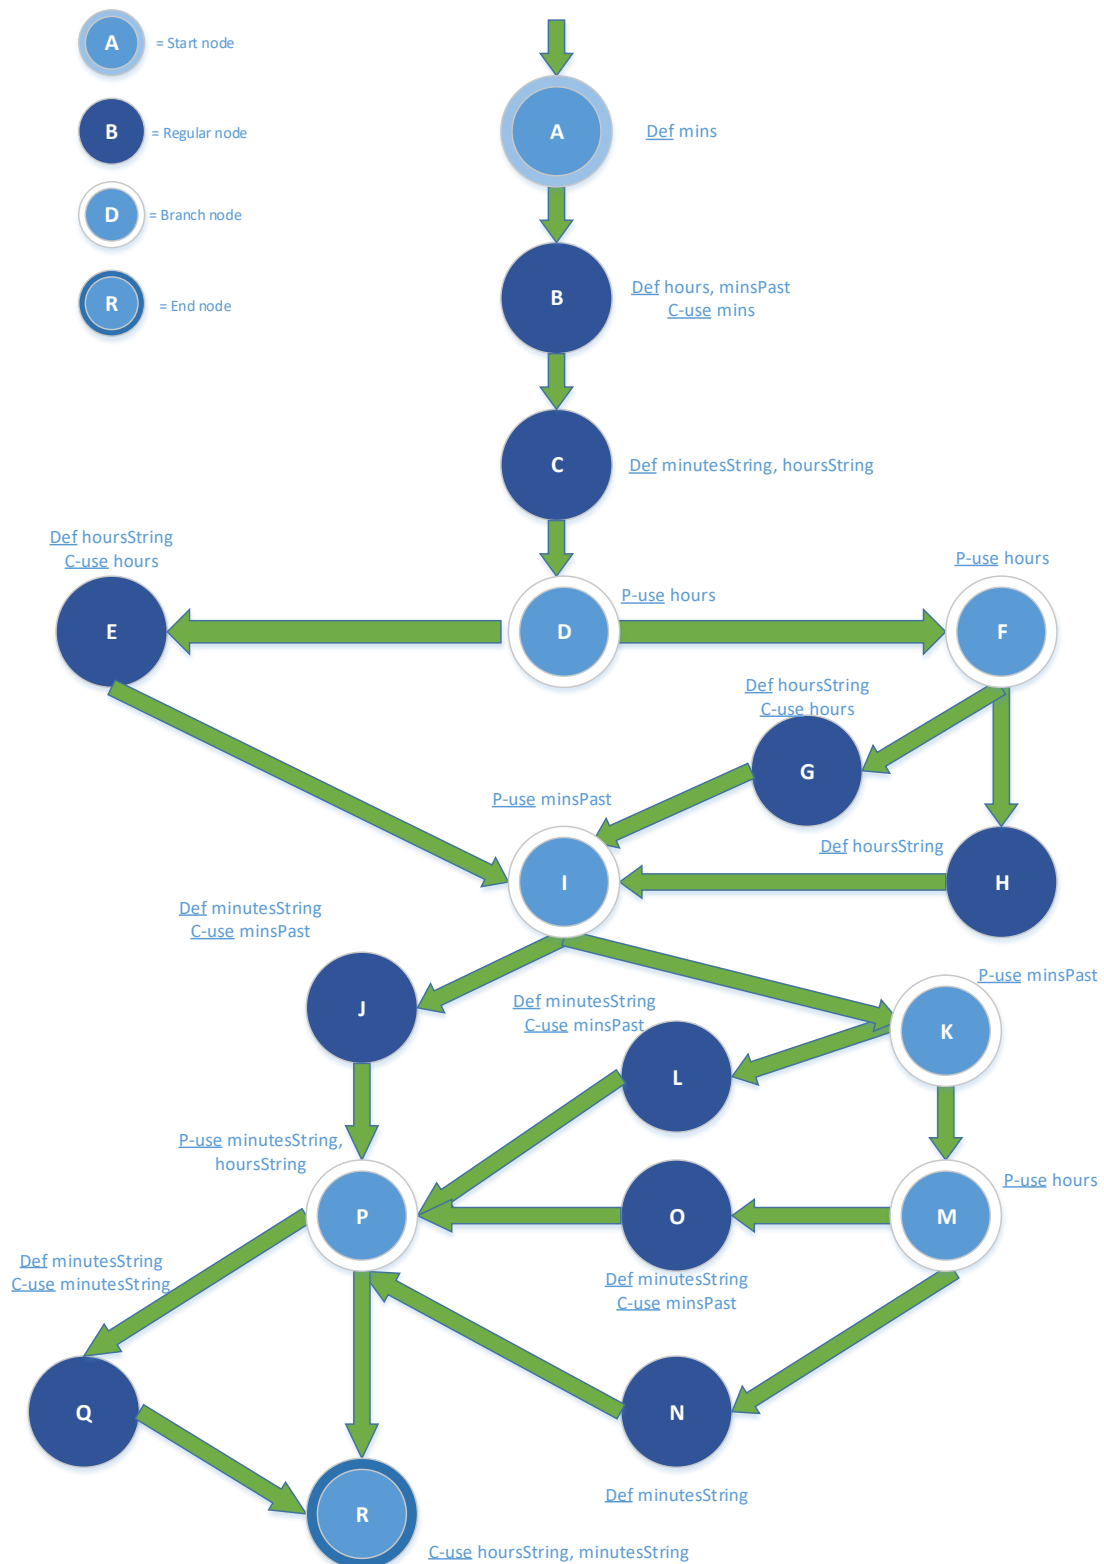 A
= Start node
B
= Regular node
D
= Branch node
R
= End node
A
Def mins
B
Def hours, minsPast
C-use mins
C
Def minutesString, hoursString
Def hoursString
C-use hours
E
D
P-use hours
P-use hours
F
Def hoursString
C-use hours
G
P-use minsPast
I
Def hoursString
H
Def minutesString
C-use minsPast
J
Def minutesString
C-use minsPast
L
P-use minsPast
K
P-use minutesString,
hoursString
P
O
Def minutesString
C-use minsPast
M
P-use hours
Def minutesString
C-use minutesString
Q
N
Def minutesString
R
C-use hoursString, minutesString